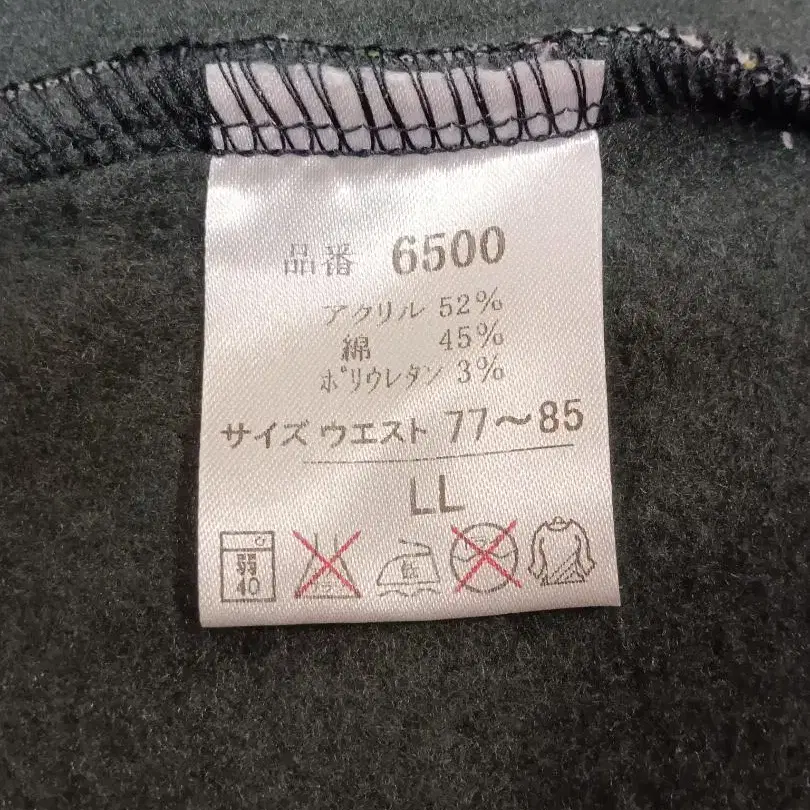 品番 6500
アクリル 52%
綿 45%
ポリウレタン 3%
サイズ ウエスト 77〜85
LL
弱
40
低